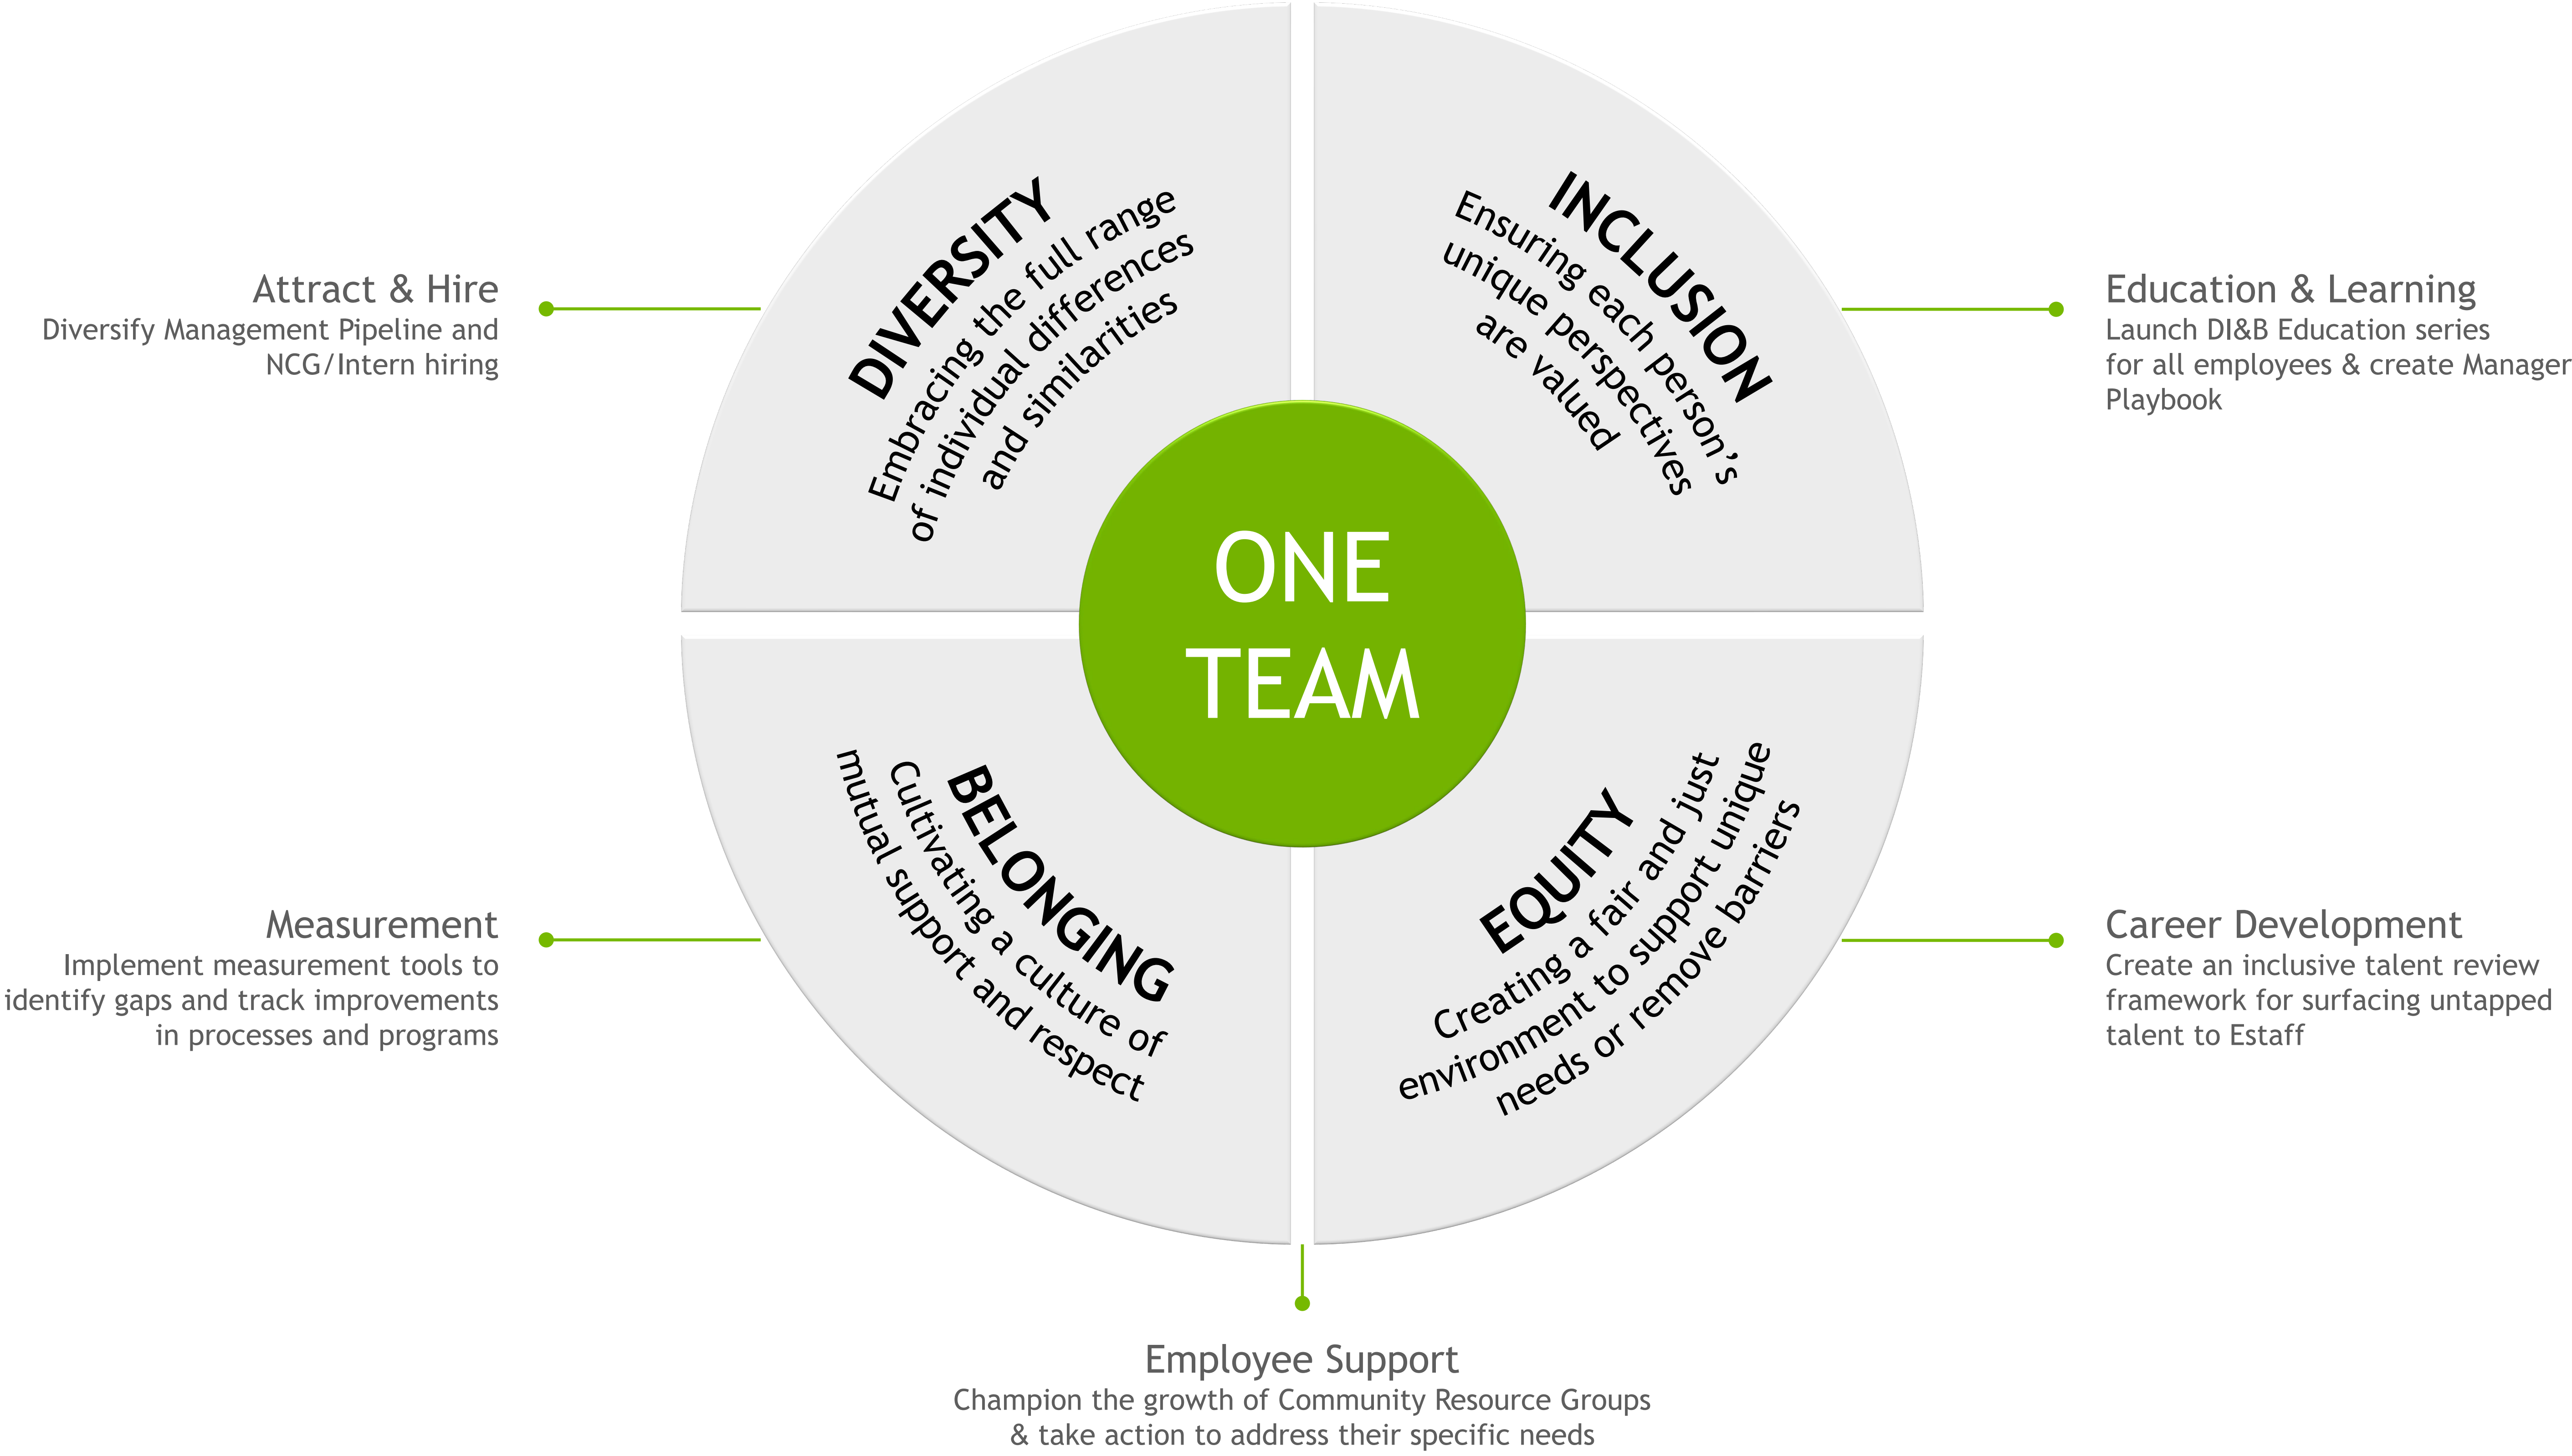 DIVERSITY
Embracing the full range
of individual differences
and similarities
INCLUSION
Ensuring each person’s
unique perspectives
are valued
Attract & Hire
Diversify Management Pipeline and
NCG/Intern hiring
Education & Learning
Launch DI&B Education series
for all employees & create Manager
Playbook
ONE
TEAM
BELONGING
Cultivating a culture of
mutual support and respect
EQUITY
Creating a fair and just
environment to support unique
needs or remove barriers
Measurement
Implement measurement tools to
identify gaps and track improvements
in processes and programs
Career Development
Create an inclusive talent review
framework for surfacing untapped
talent to Estaff
Employee Support
Champion the growth of Community Resource Groups
& take action to address their specific needs